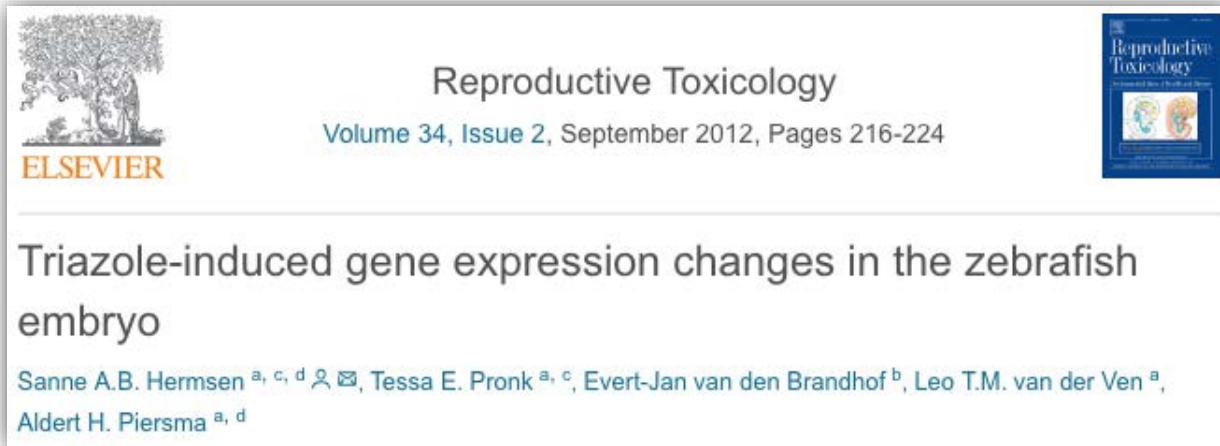 ELSEVIER
Reproductive Toxicology
Volume 34, Issue 2, September 2012, Pages 216-224
Reproductive
Toxicology
Triazole-induced gene expression changes in the zebrafish
embryo
Sanne A.B. Hermsen a, c, d, Tessa E. Pronk a, c, Evert-Jan van den Brandhof b, Leo T.M. van der Ven a,
Aldert H. Piersma a, d